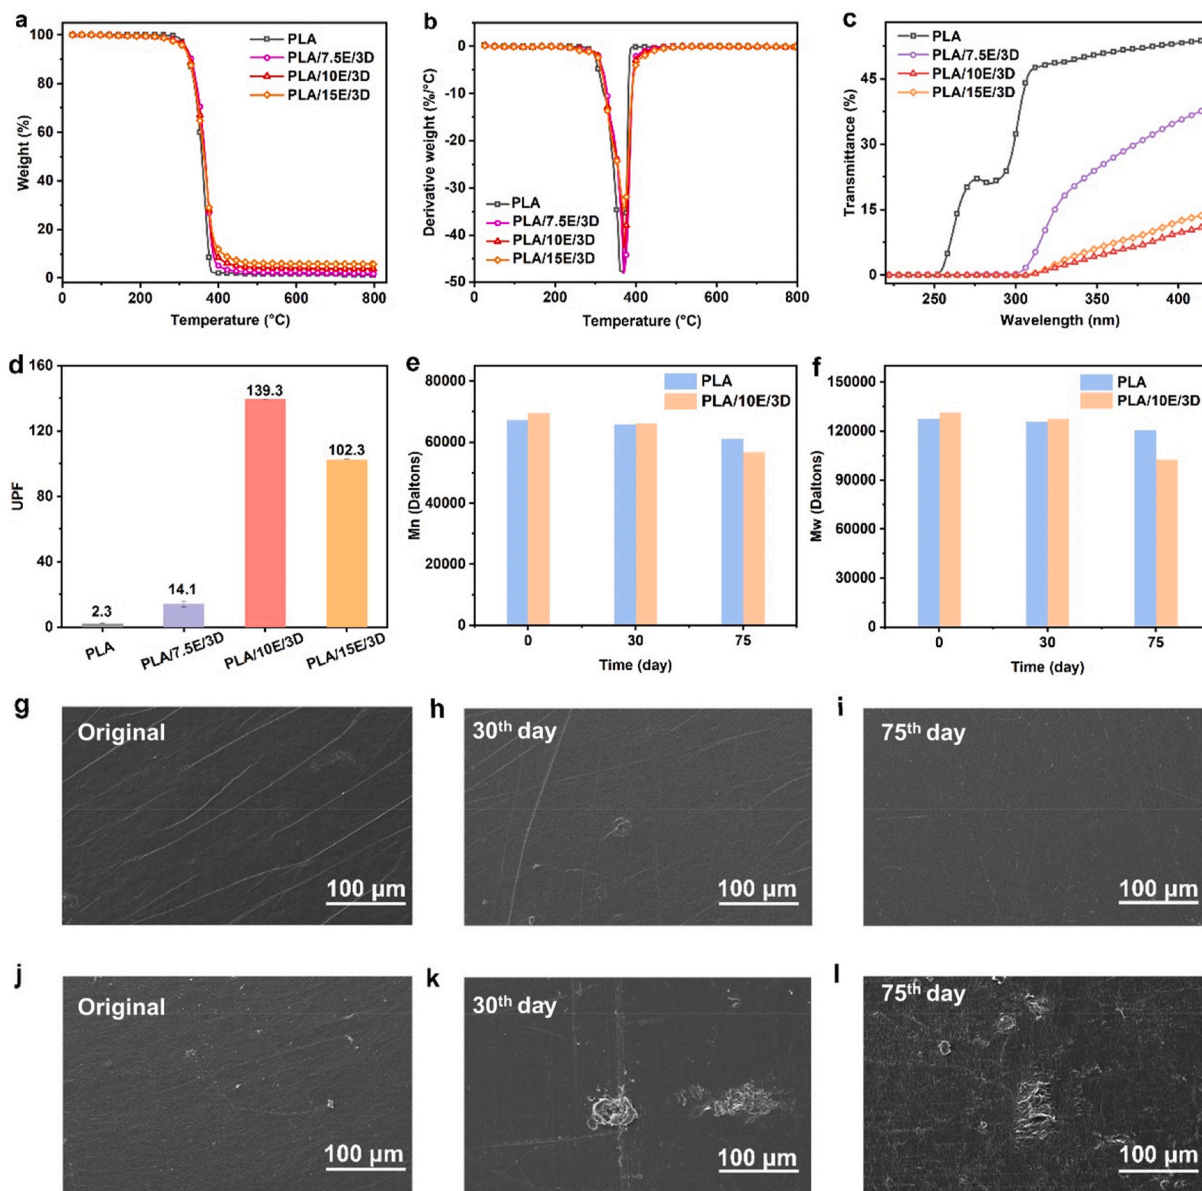 a
100
80
60
40
20
0
Weight (%)
PLA
PLA/7.5E/3D
PLA/10E/3D
PLA/15E/3D
0
200
400
600
800
Temperature (°C)
b
0
-10
-20
-30
-40
-50
Derivative weight (%/°C)
PLA
PLA/7.5E/3D
PLA/10E/3D
PLA/15E/3D
0
200
400
600
800
Temperature (°C)
c
45
30
15
0
Transmittance (%)
PLA
PLA/7.5E/3D
PLA/10E/3D
PLA/15E/3D
250
300
350
400
Wavelength (nm)
d
160
120
80
40
0
UPF
2.3
14.1
139.3
102.3
PLA
PLA/7.5E/3D
PLA/10E/3D
PLA/15E/3D
e
80000
60000
40000
20000
0
Mn (Daltons)
PLA
PLA/10E/3D
0
30
75
Time (day)
f
150000
120000
90000
60000
30000
0
Mw (Daltons)
PLA
PLA/10E/3D
0
30
75
Time (day)
g
Original
100 µm
h
30th day
100 µm
i
75th day
100 µm
j
Original
100 µm
k
30th day
100 µm
l
75th day
100 µm